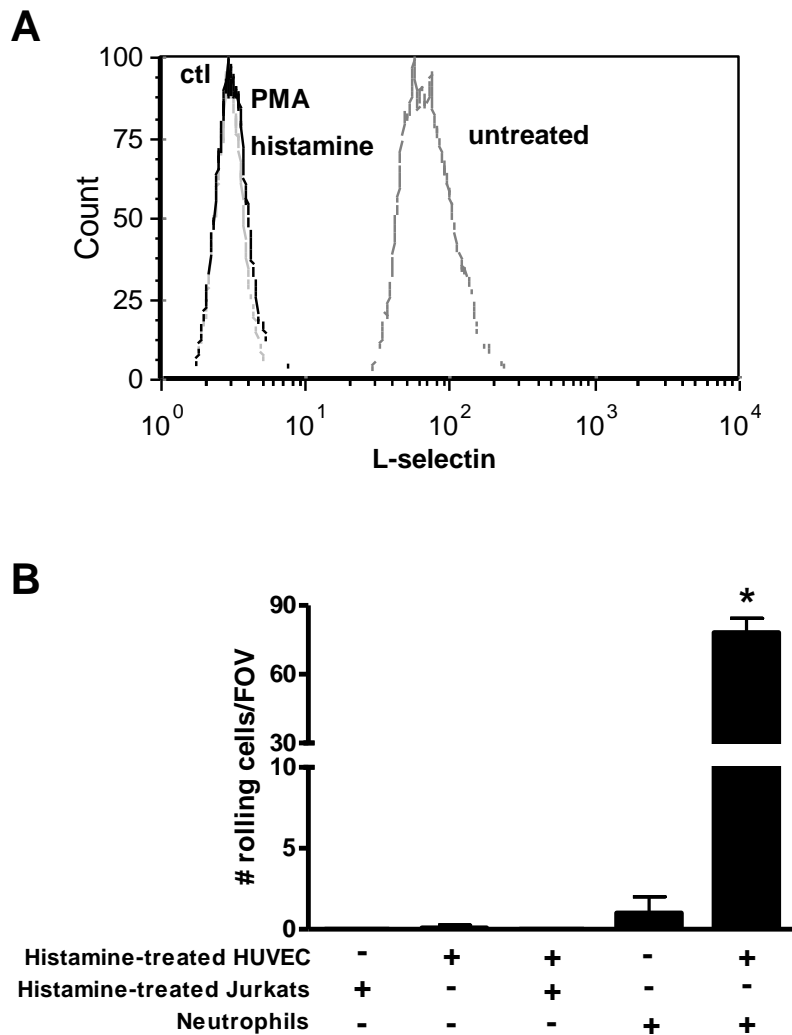 A
100
75
50
25
0
Count
ctl
PMA
histamine
untreated
10^0 10^1 10^2 10^3 10^4
L-selectin
B
# rolling cells/FOV
90
60
30
10
5
0
*
Histamine-treated HUVEC - + + - +
Histamine-treated Jurkats + - + - -
Neutrophils - - - + +